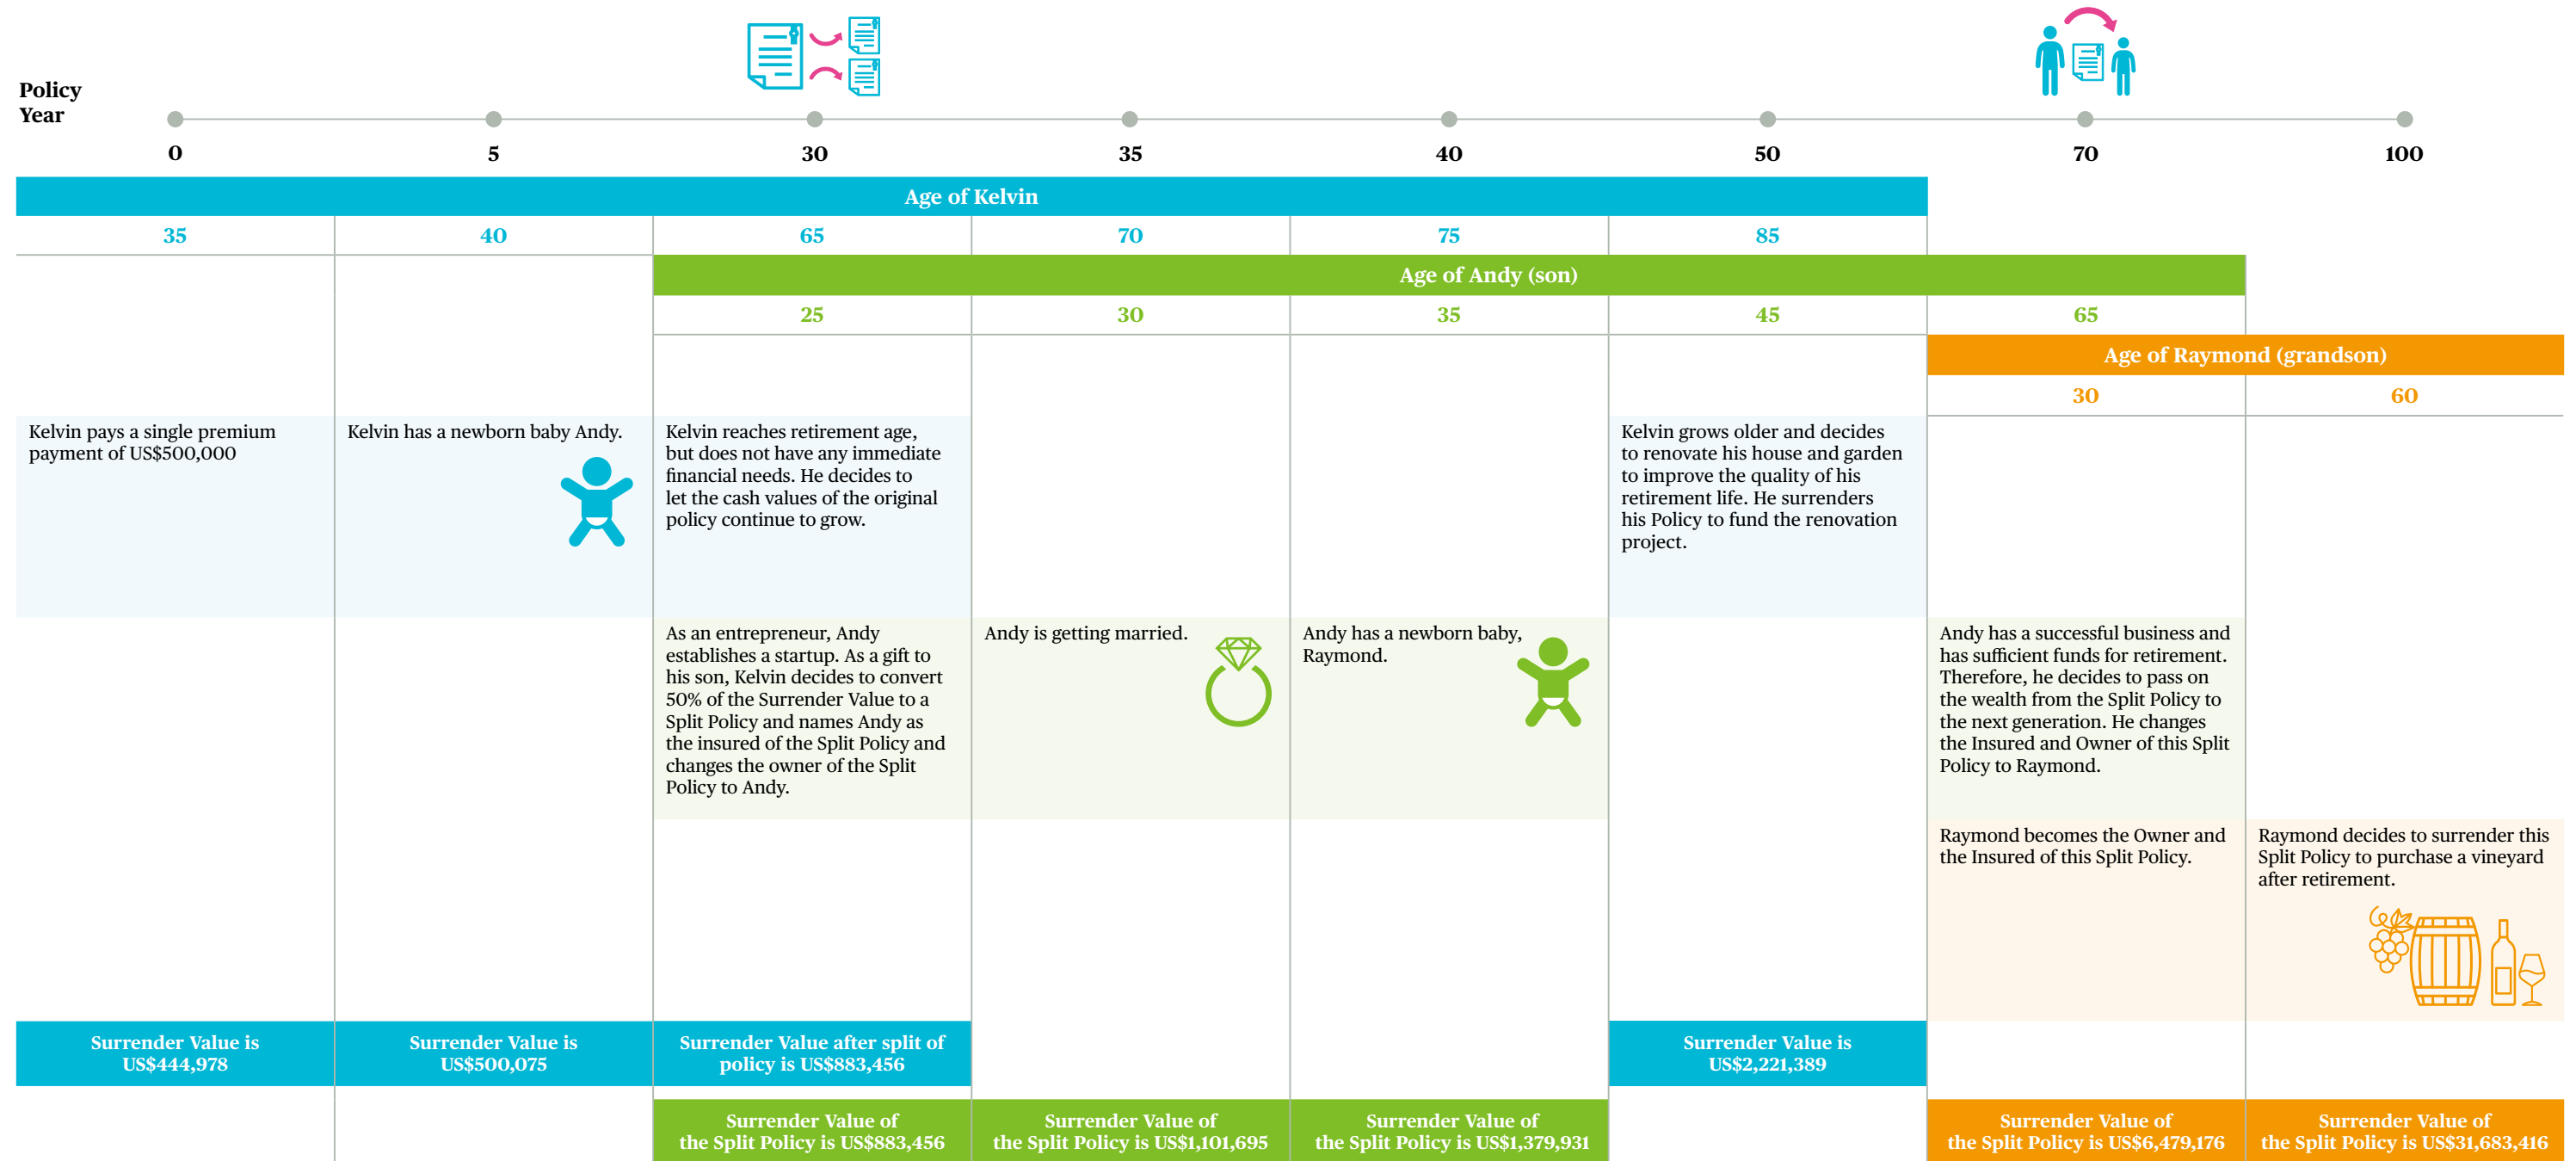 Policy
Year
0
5
30
35
40
50
70
100
Age of Kelvin
35
40
65
70
75
85
Age of Andy (son)
25
30
35
45
65
Age of Raymond (grandson)
30
60
Kelvin pays a single premium
payment of US$500,000
Kelvin has a newborn baby Andy.
Kelvin reaches retirement age,
but does not have any immediate
financial needs. He decides to
let the cash values of the original
policy continue to grow.
Kelvin grows older and decides
to renovate his house and garden
to improve the quality of his
retirement life. He surrenders
his Policy to fund the renovation
project.
As an entrepreneur, Andy
establishes a startup. As a gift to
his son, Kelvin decides to convert
50% of the Surrender Value to a
Split Policy and names Andy as
the insured of the Split Policy and
changes the owner of the Split
Policy to Andy.
Andy is getting married.
Andy has a newborn baby,
Raymond.
Andy has a successful business and
has sufficient funds for retirement.
Therefore, he decides to pass on
the wealth from the Split Policy to
the next generation. He changes
the Insured and Owner of this Split
Policy to Raymond.
Raymond becomes the Owner and
the Insured of this Split Policy.
Raymond decides to surrender this
Split Policy to purchase a vineyard
after retirement.
Surrender Value is
US$444,978
Surrender Value is
US$500,075
Surrender Value after split of
policy is US$883,456
Surrender Value is
US$2,221,389
Surrender Value of
the Split Policy is US$883,456
Surrender Value of
the Split Policy is US$1,101,695
Surrender Value of
the Split Policy is US$1,379,931
Surrender Value of
the Split Policy is US$6,479,176
Surrender Value of
the Split Policy is US$31,683,416